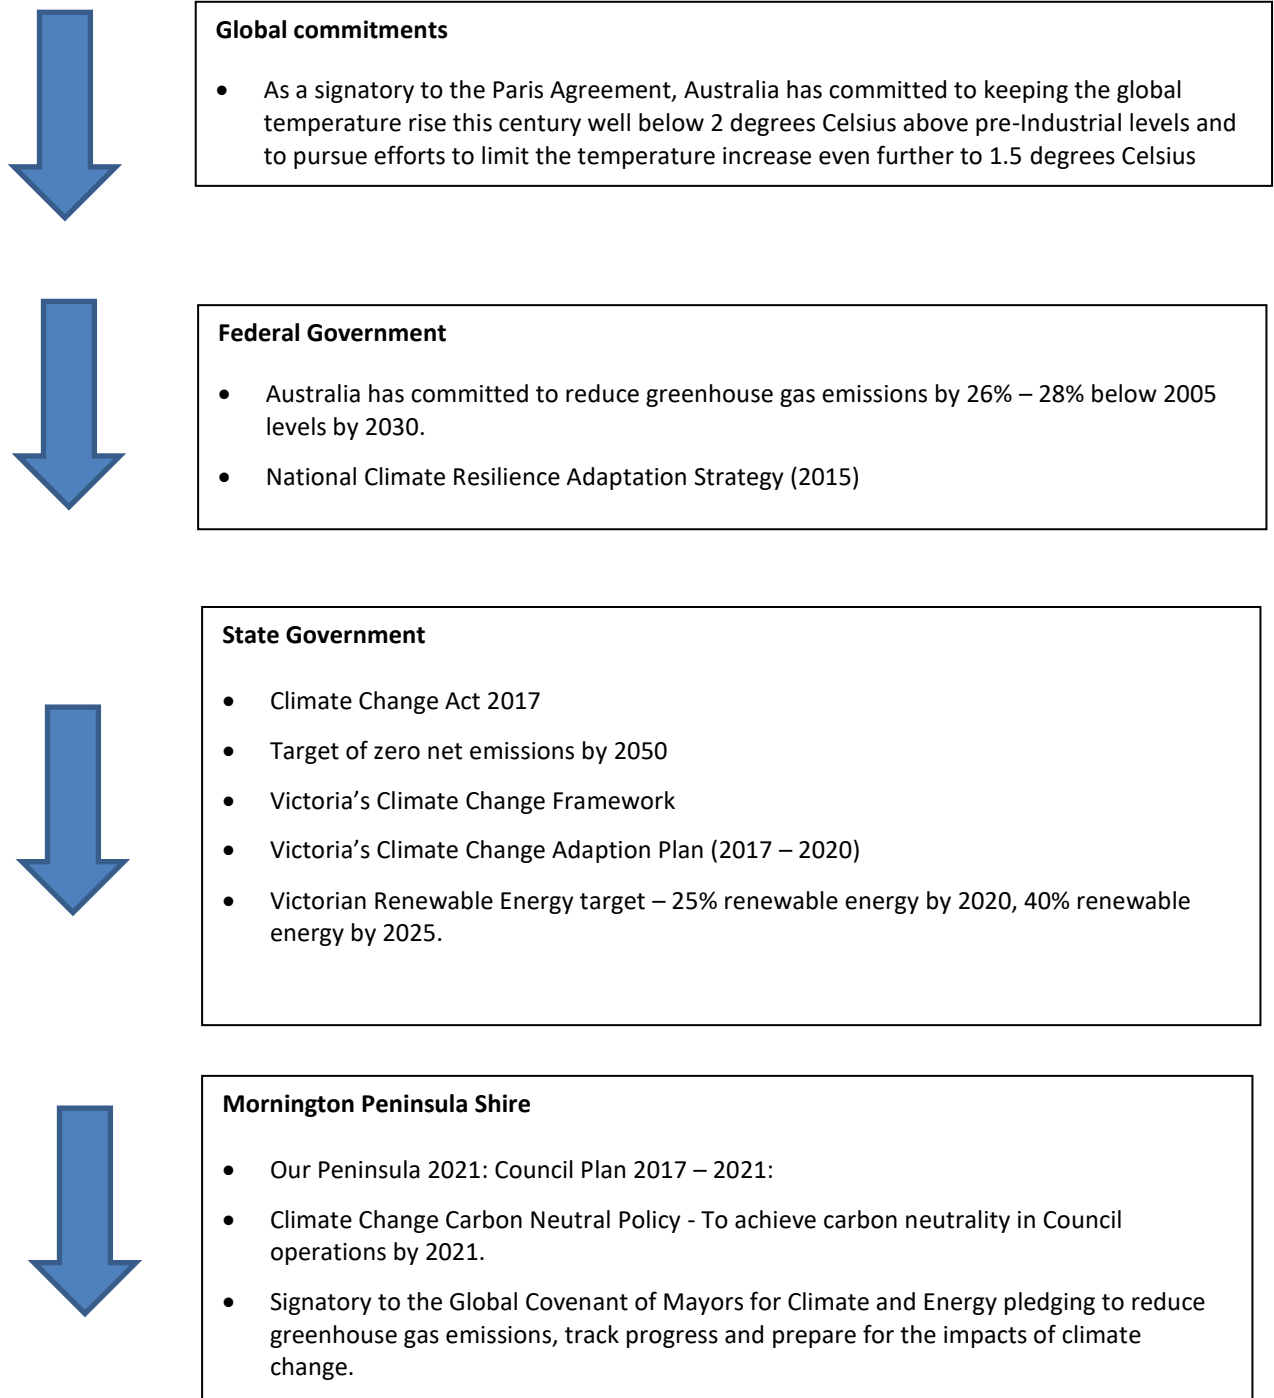 Global commitments
• As a signatory to the Paris Agreement, Australia has committed to keeping the global
temperature rise this century well below 2 degrees Celsius above pre-Industrial levels and
to pursue efforts to limit the temperature increase even further to 1.5 degrees Celsius
Federal Government
• Australia has committed to reduce greenhouse gas emissions by 26% – 28% below 2005
levels by 2030.
• National Climate Resilience Adaptation Strategy (2015)
State Government
• Climate Change Act 2017
• Target of zero net emissions by 2050
• Victoria’s Climate Change Framework
• Victoria’s Climate Change Adaption Plan (2017 – 2020)
• Victorian Renewable Energy target – 25% renewable energy by 2020, 40% renewable
energy by 2025.
Mornington Peninsula Shire
• Our Peninsula 2021: Council Plan 2017 – 2021:
• Climate Change Carbon Neutral Policy - To achieve carbon neutrality in Council
operations by 2021.
• Signatory to the Global Covenant of Mayors for Climate and Energy pledging to reduce
greenhouse gas emissions, track progress and prepare for the impacts of climate
change.